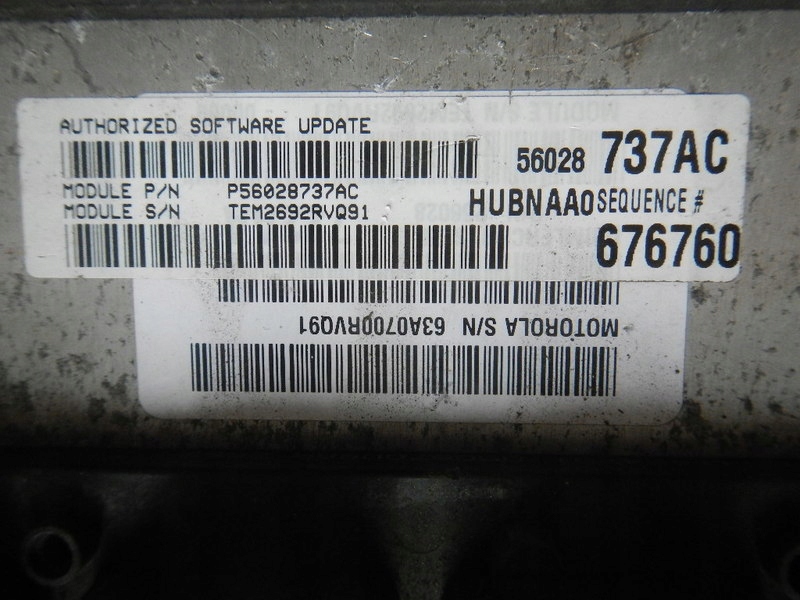 AUTHORIZED SOFTWARE UPDATE
56028 737AC
MODULE P/N P56028737AC
MODULE S/N TEM2692RVQ91
HUBNAA0 SEQUENCE #
676760
MOTOROLA S/N 63A0700RVQ91